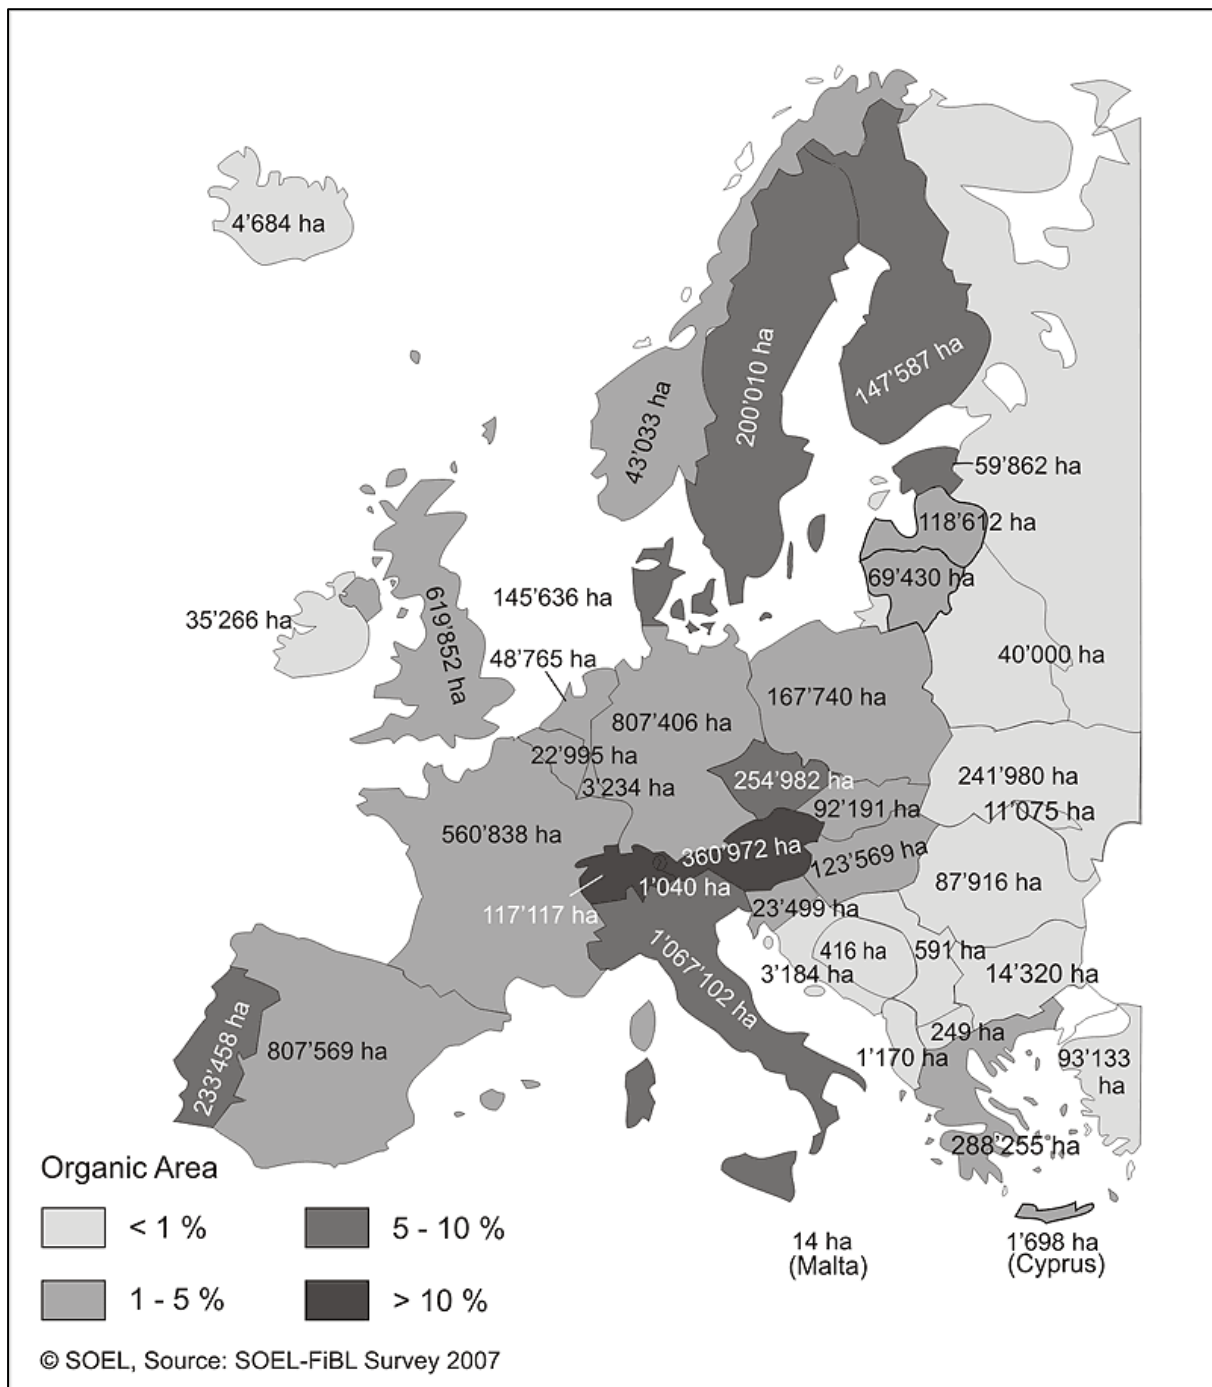 4’684 ha
200’010 ha
147’587 ha
43’033 ha
59’862 ha
118’612 ha
69’430 ha
145’636 ha
35’266 ha
619’852 ha
48’765 ha
40’000 ha
167’740 ha
807’406 ha
22’995 ha
3’234 ha
254’982 ha
241’980 ha
92’191 ha
11’075 ha
560’838 ha
360’972 ha
123’569 ha
1’040 ha
87’916 ha
117’117 ha
23’499 ha
1’067’102 ha
416 ha
591 ha
3’184 ha
14’320 ha
233’458 ha
807’569 ha
249 ha
1’170 ha
93’133
ha
288’255 ha
14 ha
(Malta)
1’698 ha
(Cyprus)
Organic Area
< 1 %
5 - 10 %
1 - 5 %
> 10 %
© SOEL, Source: SOEL-FiBL Survey 2007